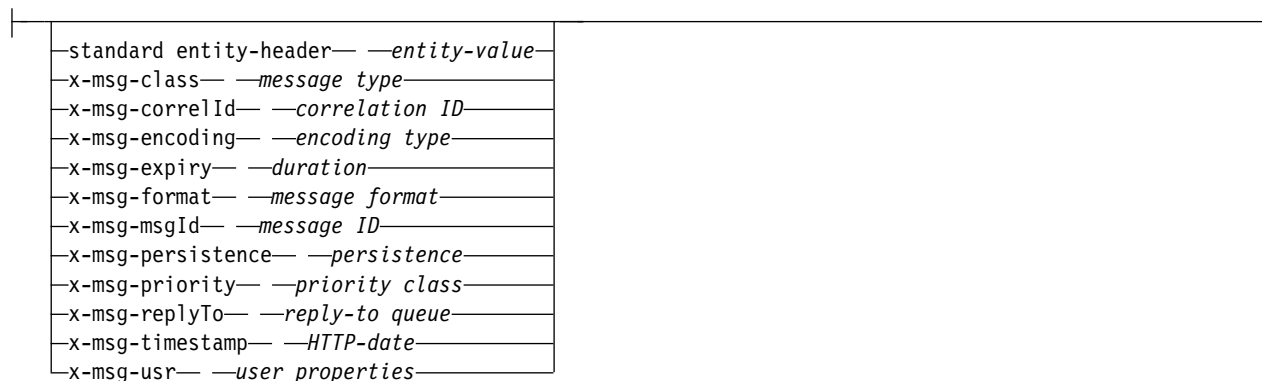 standard entity-header entity-value
x-msg-class message type
x-msg-correlId correlation ID
x-msg-encoding encoding type
x-msg-expiry duration
x-msg-format message format
x-msg-msgId message ID
x-msg-persistence persistence
x-msg-priority priority class
x-msg-replyTo reply-to queue
x-msg-timestamp HTTP-date
x-msg-usr user properties